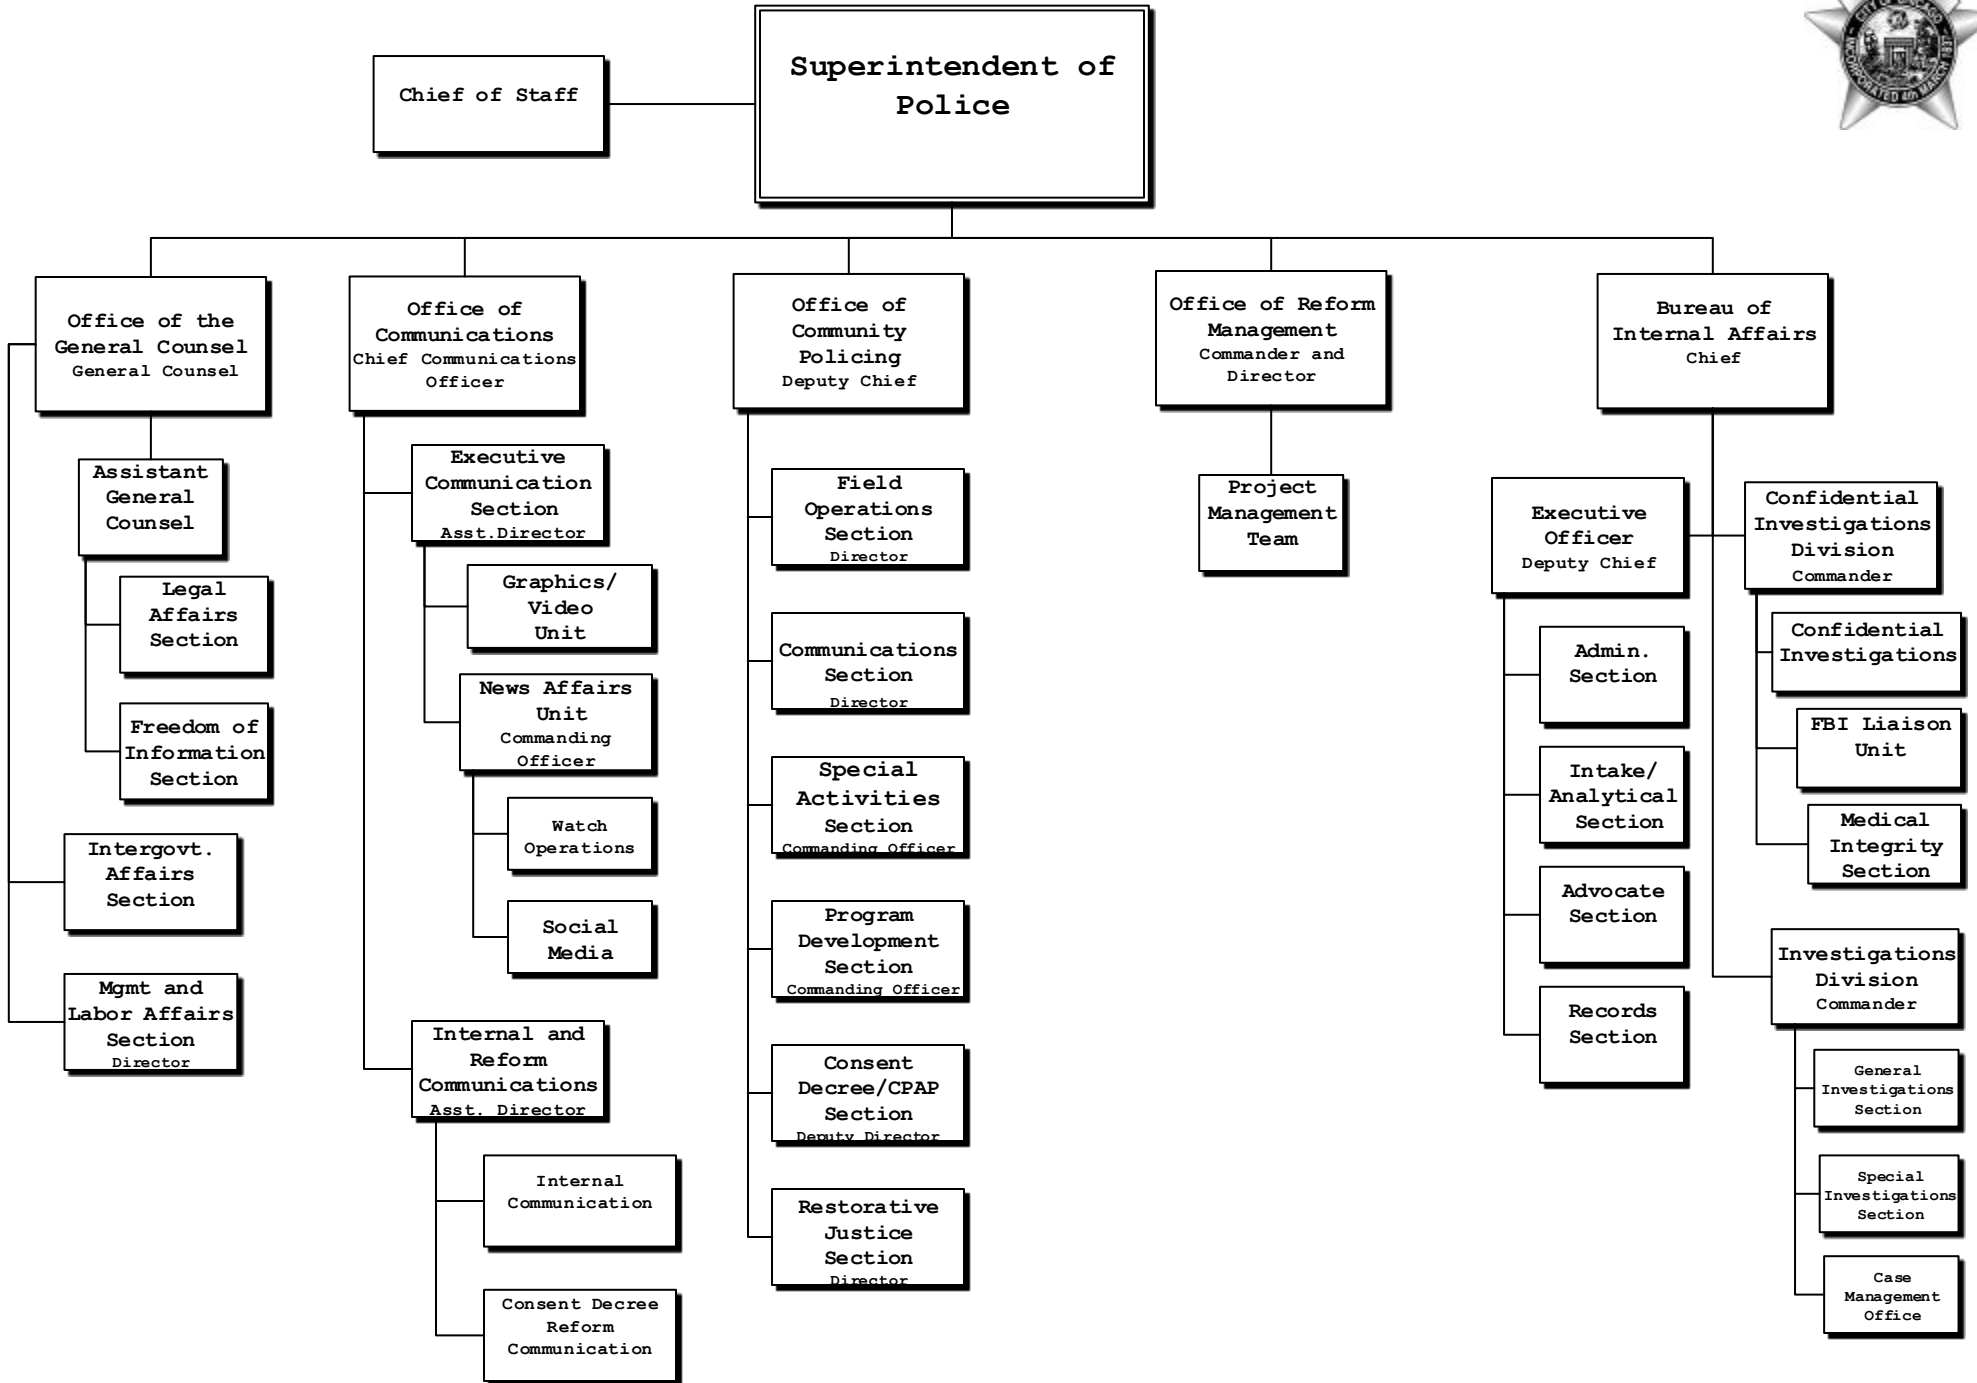 CITY OF CHICAGO
INCORPORATED 4th MARCH 1837
Superintendent of
Police
Chief of Staff
Office of the
General Counsel
General Counsel
Assistant
General
Counsel
Legal
Affairs
Section
Freedom of
Information
Section
Intergovt.
Affairs
Section
Mgmt and
Labor Affairs
Section
Director
Office of
Communications
Chief Communications
Officer
Executive
Communication
Section
Asst.Director
Graphics/
Video
Unit
News Affairs
Unit
Commanding
Officer
Watch
Operations
Social
Media
Internal and
Reform
Communications
Asst. Director
Internal
Communication
Consent Decree
Reform
Communication
Office of
Community
Policing
Deputy Chief
Field
Operations
Section
Director
Communications
Section
Director
Special
Activities
Section
Commanding Officer
Program
Development
Section
Commanding Officer
Consent
Decree/CPAP
Section
Deputy Director
Restorative
Justice
Section
Director
Office of Reform
Management
Commander and
Director
Project
Management
Team
Bureau of
Internal Affairs
Chief
Executive
Officer
Deputy Chief
Admin.
Section
Intake/
Analytical
Section
Advocate
Section
Records
Section
Confidential
Investigations
Division
Commander
Confidential
Investigations
FBI Liaison
Unit
Medical
Integrity
Section
Investigations
Division
Commander
General
Investigations
Section
Special
Investigations
Section
Case
Management
Office